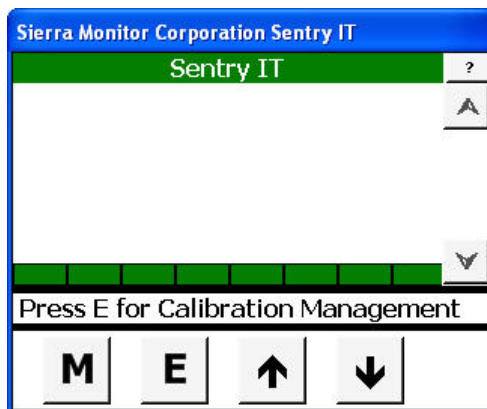 Sierra Monitor Corporation Sentry IT
Sentry IT
?
Press E for Calibration Management
M E